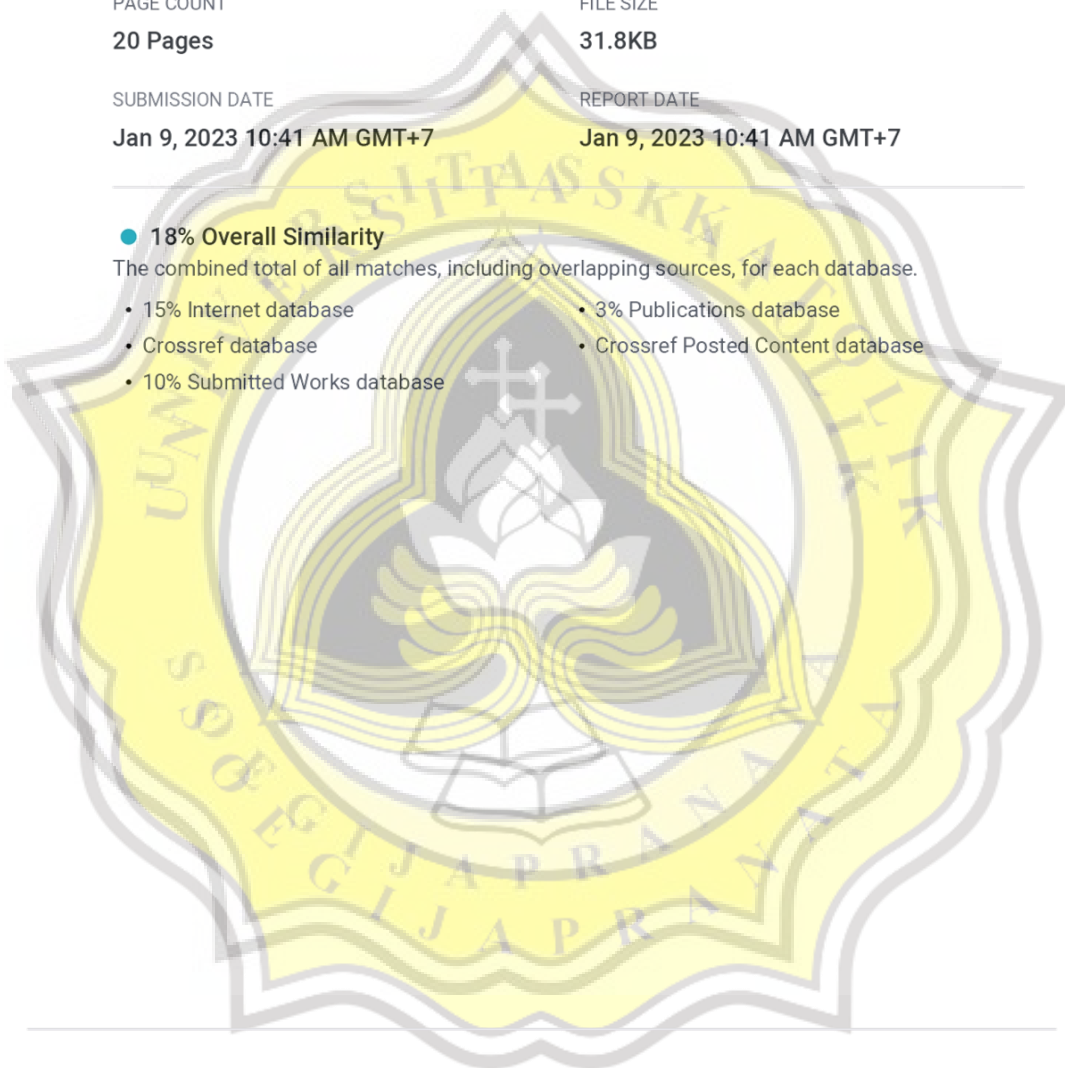 PAGE COUNT FILE SIZE
20 Pages 31.8KB
SUBMISSION DATE REPORT DATE
Jan 9, 2023 10:41 AM GMT+7 Jan 9, 2023 10:41 AM GMT+7
● 18% Overall Similarity
The combined total of all matches, including overlapping sources, for each database.
• 15% Internet database • 3% Publications database
• Crossref database • Crossref Posted Content database
• 10% Submitted Works database
UNIVERSITAS KATOLIK
SOEGIJAPRANATA